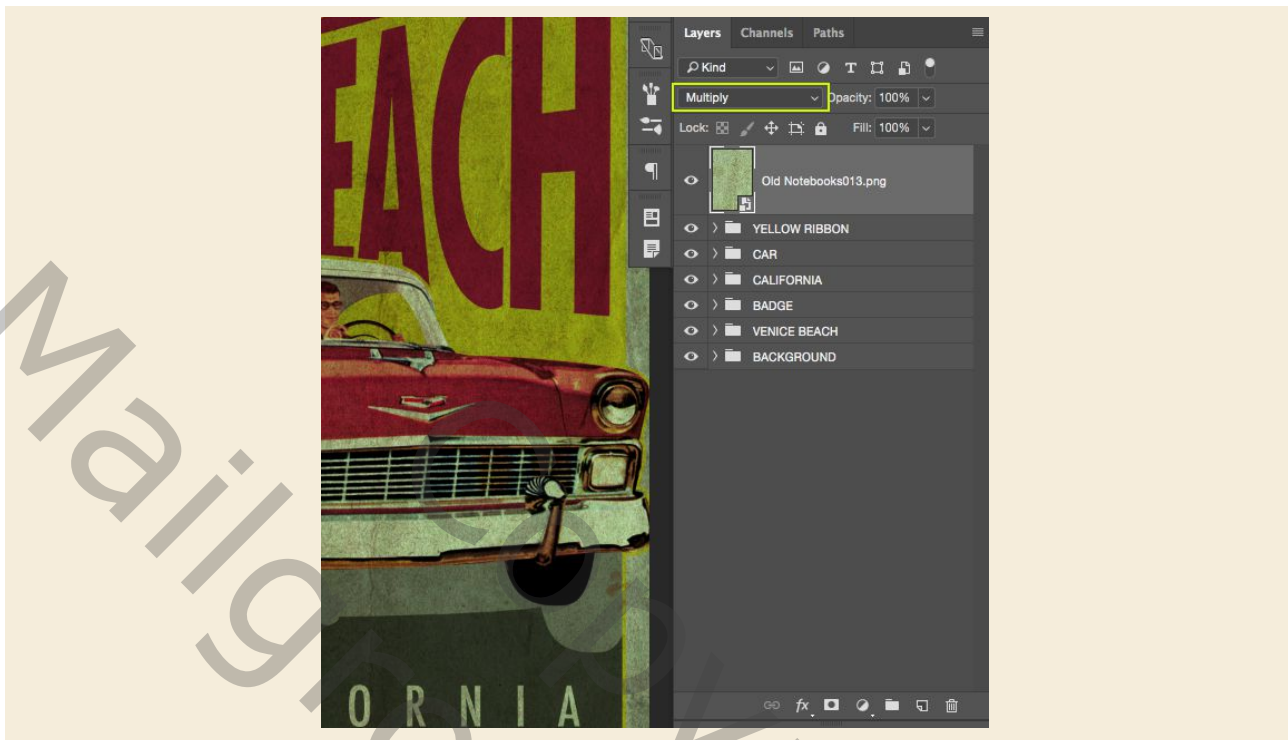 EACH
ORNIA
Layers Channels Paths
Kind
Multiply Opacity: 100%
Lock: Fill: 100%
Old Notebooks013.png
YELLOW RIBBON
CAR
CALIFORNIA
BADGE
VENICE BEACH
BACKGROUND
fx